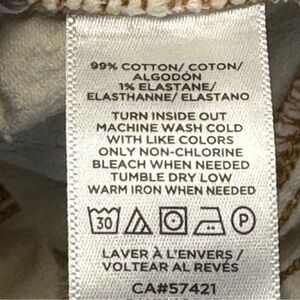 99% COTTON/ COTON/
ALGODÓN
1% ELASTANE/
ELASTHANNE/ ELASTANO
TURN INSIDE OUT
MACHINE WASH COLD
WITH LIKE COLORS
ONLY NON-CHLORINE
BLEACH WHEN NEEDED
TUMBLE DRY LOW
WARM IRON WHEN NEEDED
30 P
LAVER À L'ENVERS /
VOLTEAR AL REVÉS
CA#57421